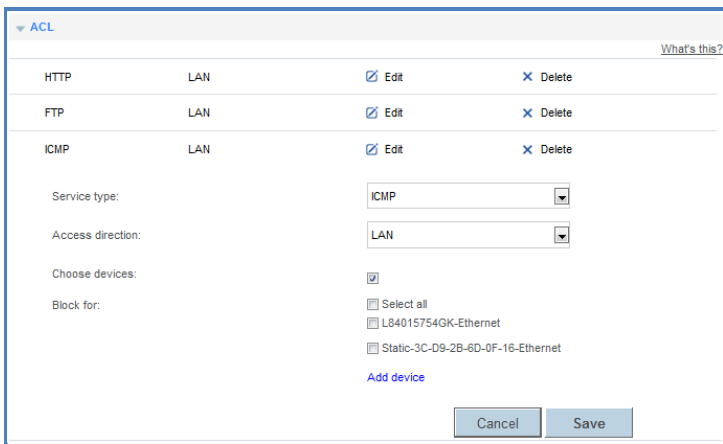 ACL
What's this?
HTTP LAN Edit Delete
FTP LAN Edit Delete
ICMP LAN Edit Delete
Service type: ICMP
Access direction: LAN
Choose devices:
Block for: Select all
L84015754GK-Ethernet
Static-3C-D9-2B-6D-0F-16-Ethernet
Add device
Cancel Save